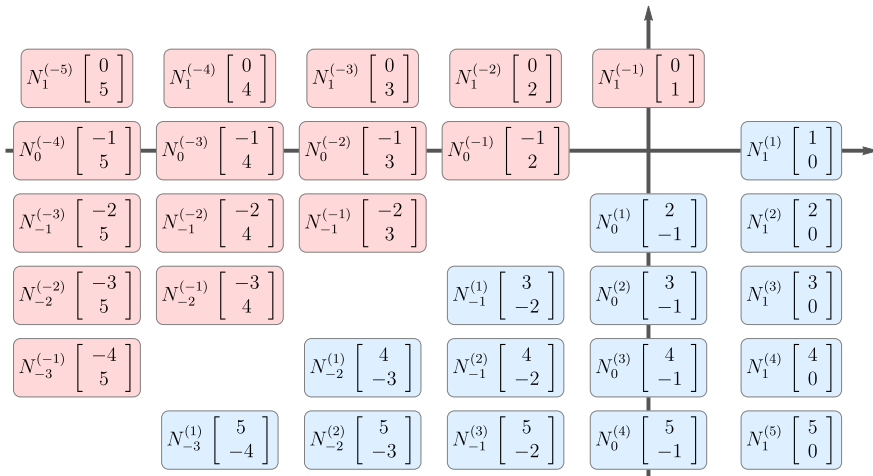 N_1^{(-5)} [0 5] N_1^{(-4)} [0 4] N_1^{(-3)} [0 3] N_1^{(-2)} [0 2] N_1^{(-1)} [0 1]
N_0^{(-4)} [-1 5] N_0^{(-3)} [-1 4] N_0^{(-2)} [-1 3] N_0^{(-1)} [-1 2] N_1^{(1)} [1 0]
N_{-1}^{(-3)} [-2 5] N_{-1}^{(-2)} [-2 4] N_{-1}^{(-1)} [-2 3] N_0^{(1)} [2 -1] N_1^{(2)} [2 0]
N_{-2}^{(-2)} [-3 5] N_{-2}^{(-1)} [-3 4] N_{-1}^{(1)} [3 -2] N_0^{(2)} [3 -1] N_1^{(3)} [3 0]
N_{-3}^{(-1)} [-4 5] N_{-2}^{(1)} [4 -3] N_{-1}^{(2)} [4 -2] N_0^{(3)} [4 -1] N_1^{(4)} [4 0]
N_{-3}^{(1)} [5 -4] N_{-2}^{(2)} [5 -3] N_{-1}^{(3)} [5 -2] N_0^{(4)} [5 -1] N_1^{(5)} [5 0]